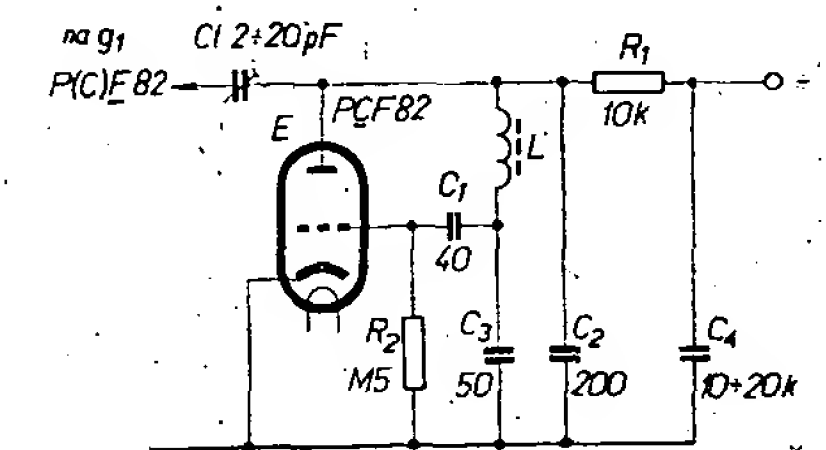 na g1
Cl 2÷20pF
P(C)F82
PCF82
E
R1
10k
L
C1
40
R2
M5
C3
50
C2
200
C4
10÷20k